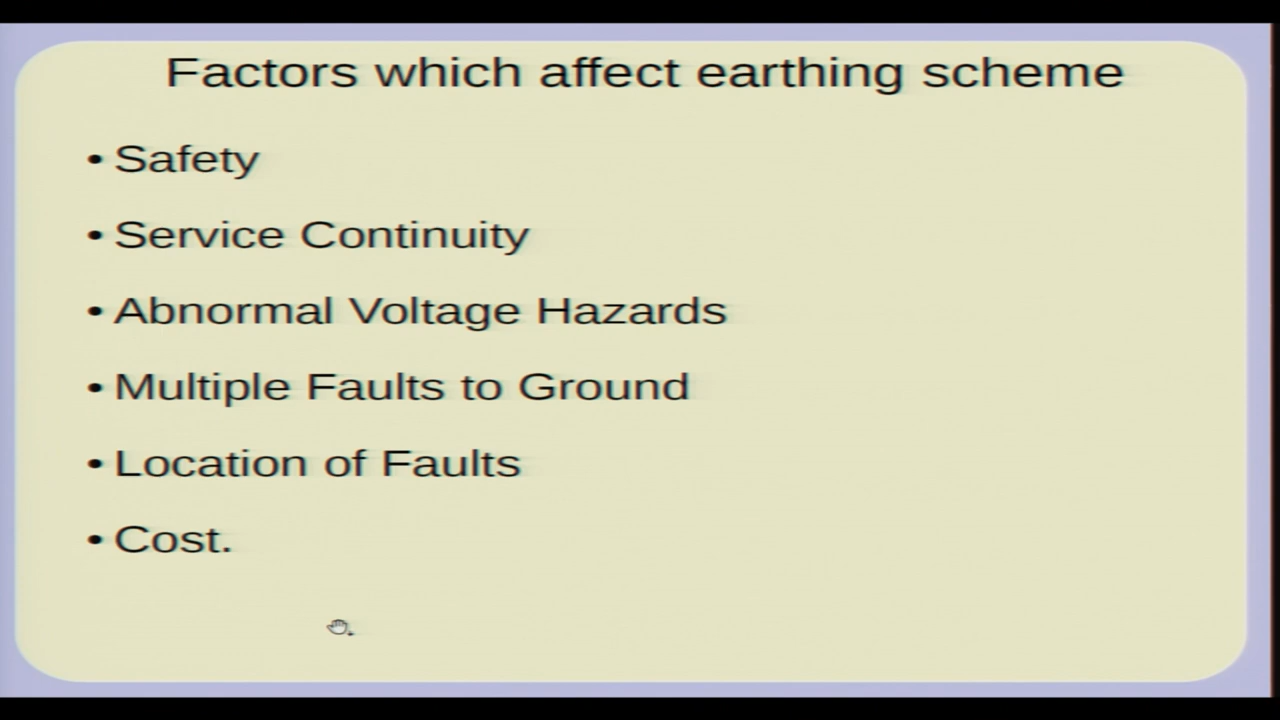 Factors which affect earthing scheme
• Safety
• Service Continuity
• Abnormal Voltage Hazards
• Multiple Faults to Ground
• Location of Faults
• Cost.